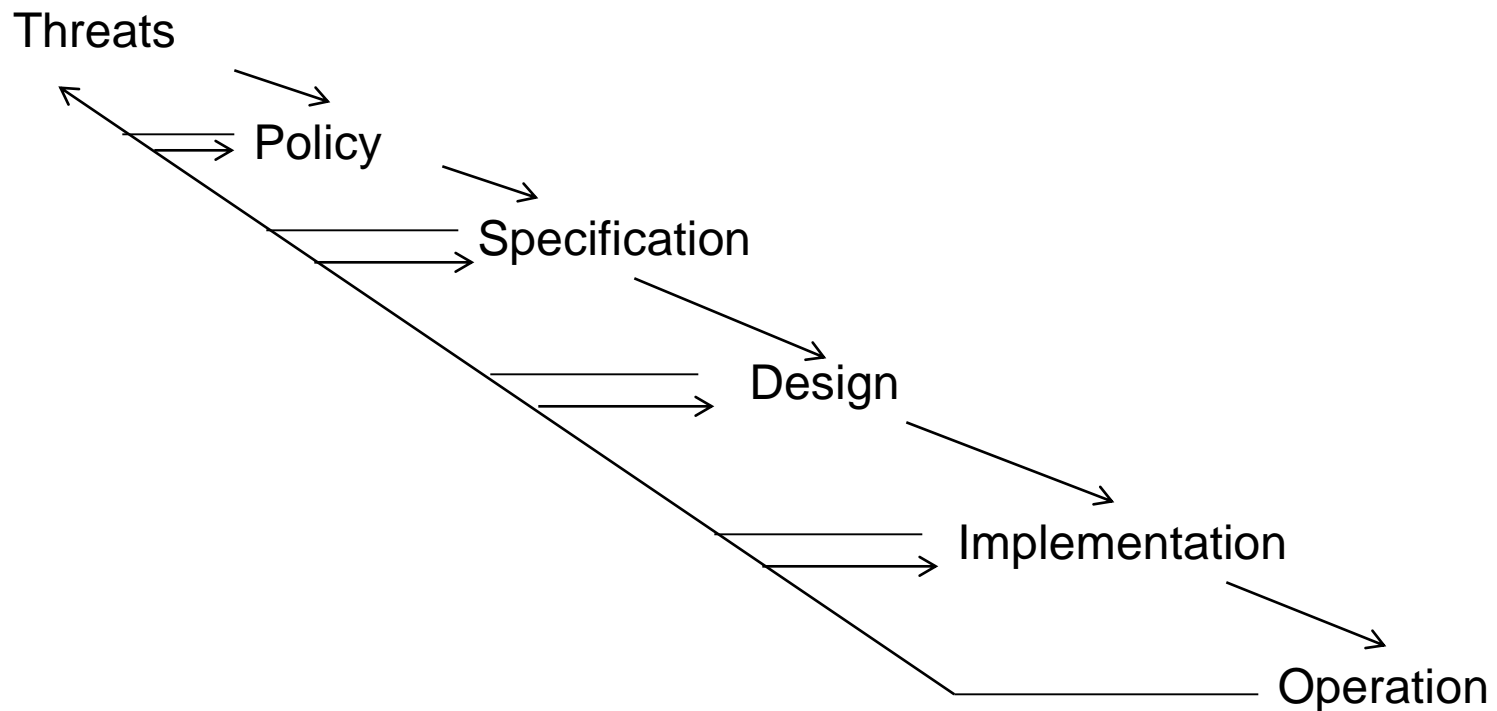 Threats
Policy
Specification
Design
Implementation
Operation